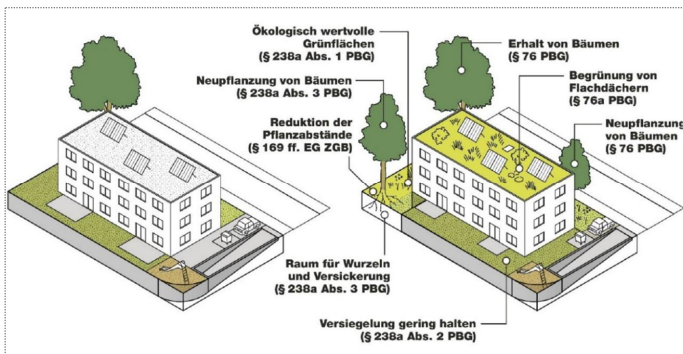 Ökologisch wertvolle
Grünflächen
(§ 238a Abs. 1 PBG)
Neupflanzung von Bäumen
(§ 238a Abs. 3 PBG)
Reduktion der
Pflanzabstände
(§ 169 ff. EG ZGB)
Erhalt von Bäumen
(§ 76 PBG)
Begrünung von
Flachdächern
(§ 76a PBG)
Neupflanzung
von Bäumen
(§ 76 PBG)
Raum für Wurzeln
und Versickerung
(§ 238a Abs. 3 PBG)
Versiegelung gering halten
(§ 238a Abs. 2 PBG)